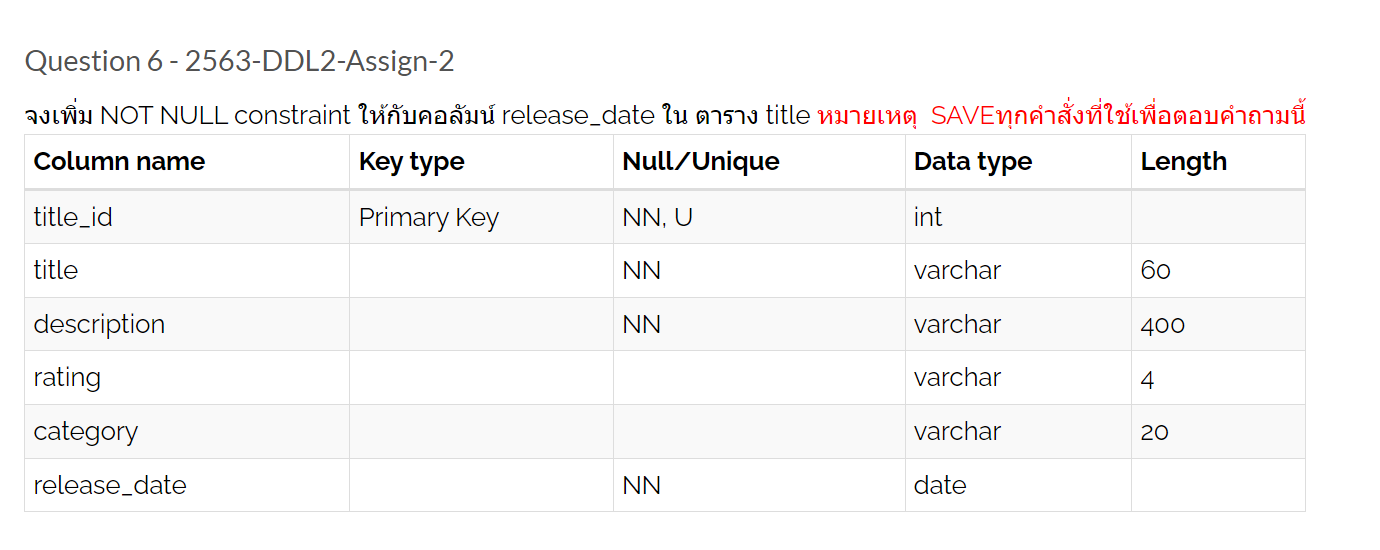 Question 6 - 2563-DDL2-Assign-2
จงเพิ่ม NOT NULL constraint ให้กับคอลัมน์ release_date ใน ตาราง title หมายเหตุ SAVEทุกคำสั่งที่ใช้เพื่อตอบคำถามนี้
Column name Key type Null/Unique Data type Length
title_id Primary Key NN, U int
title NN varchar 60
description NN varchar 400
rating varchar 4
category varchar 20
release_date NN date